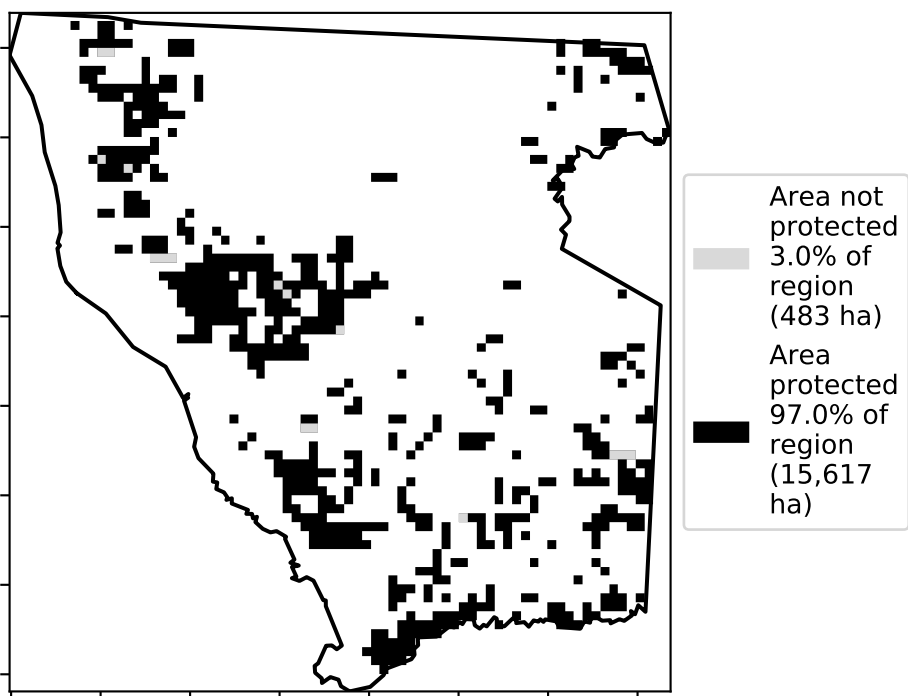 Area not
protected
3.0% of
region
(483 ha)
Area
protected
97.0% of
region
(15,617
ha)